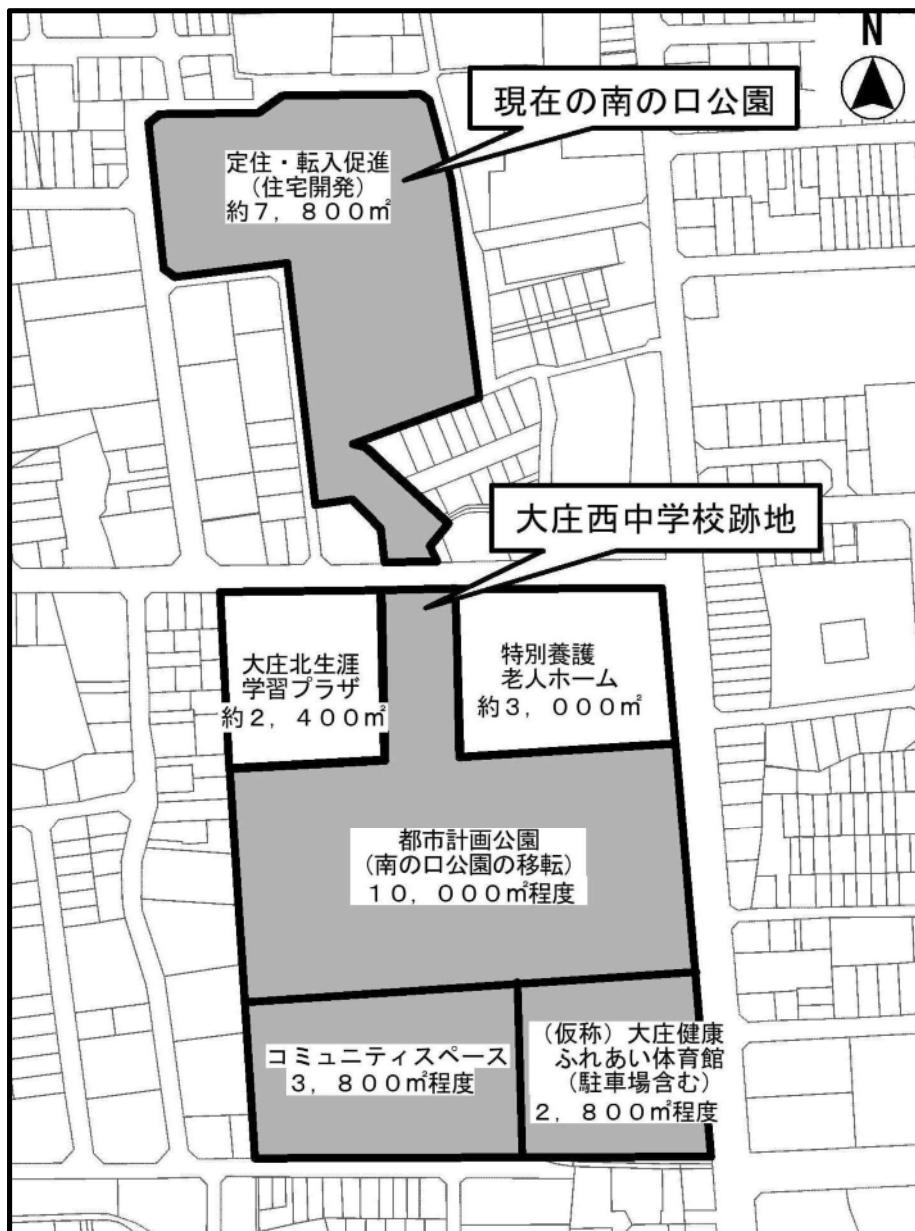 N
現在の南の口公園
定住・転入促進
(住宅開発)
約７，８００㎡
大庄西中学校跡地
大庄北生涯
学習プラザ
約２，４００㎡
特別養護
老人ホーム
約３，０００㎡
都市計画公園
(南の口公園の移転)
１０，０００㎡程度
コミュニティスペース
３，８００㎡程度
（仮称）大庄健康
ふれあい体育館
（駐車場含む）
２，８００㎡程度